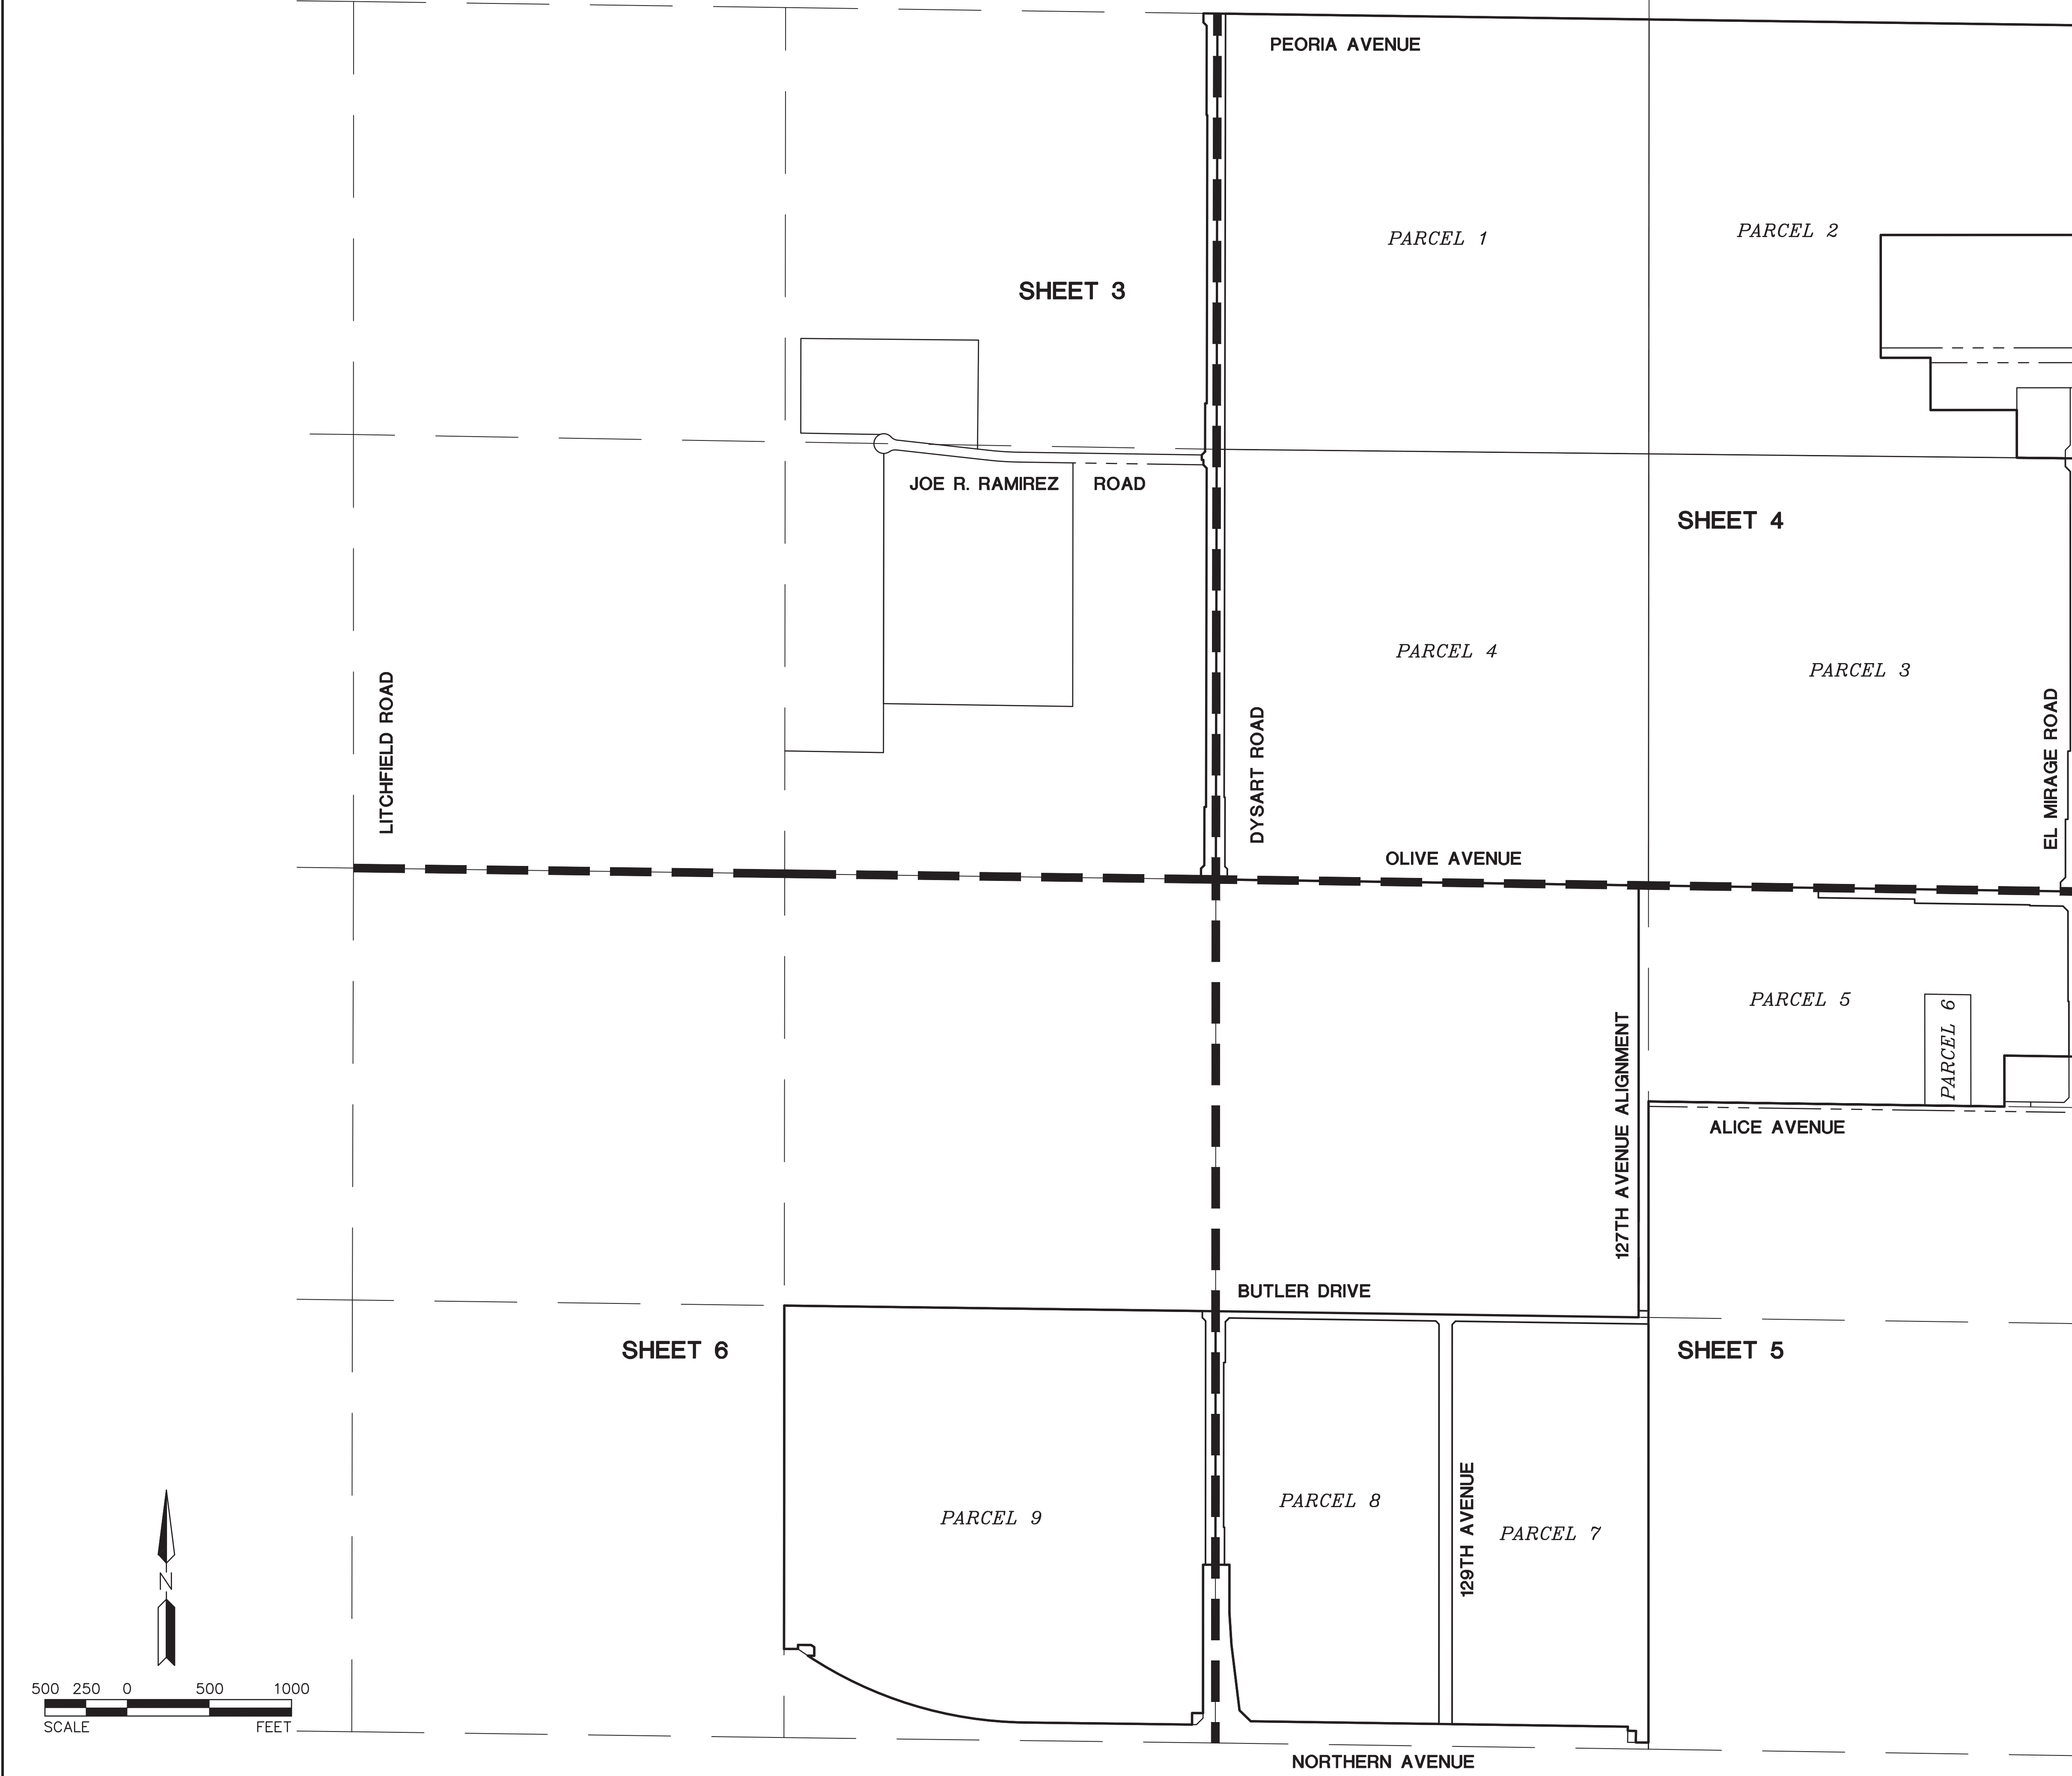 PEORIA AVENUE
PARCEL 1
PARCEL 2
SHEET 3
JOE R. RAMIREZ ROAD
SHEET 4
PARCEL 4
PARCEL 3
LITCHFIELD ROAD
DYSART ROAD
EL MIRAGE ROAD
OLIVE AVENUE
PARCEL 5
PARCEL 6
127TH AVENUE ALIGNMENT
ALICE AVENUE
BUTLER DRIVE
SHEET 6
SHEET 5
PARCEL 9
PARCEL 8
129TH AVENUE
PARCEL 7
N
500 250 0 500 1000
SCALE FEET
NORTHERN AVENUE